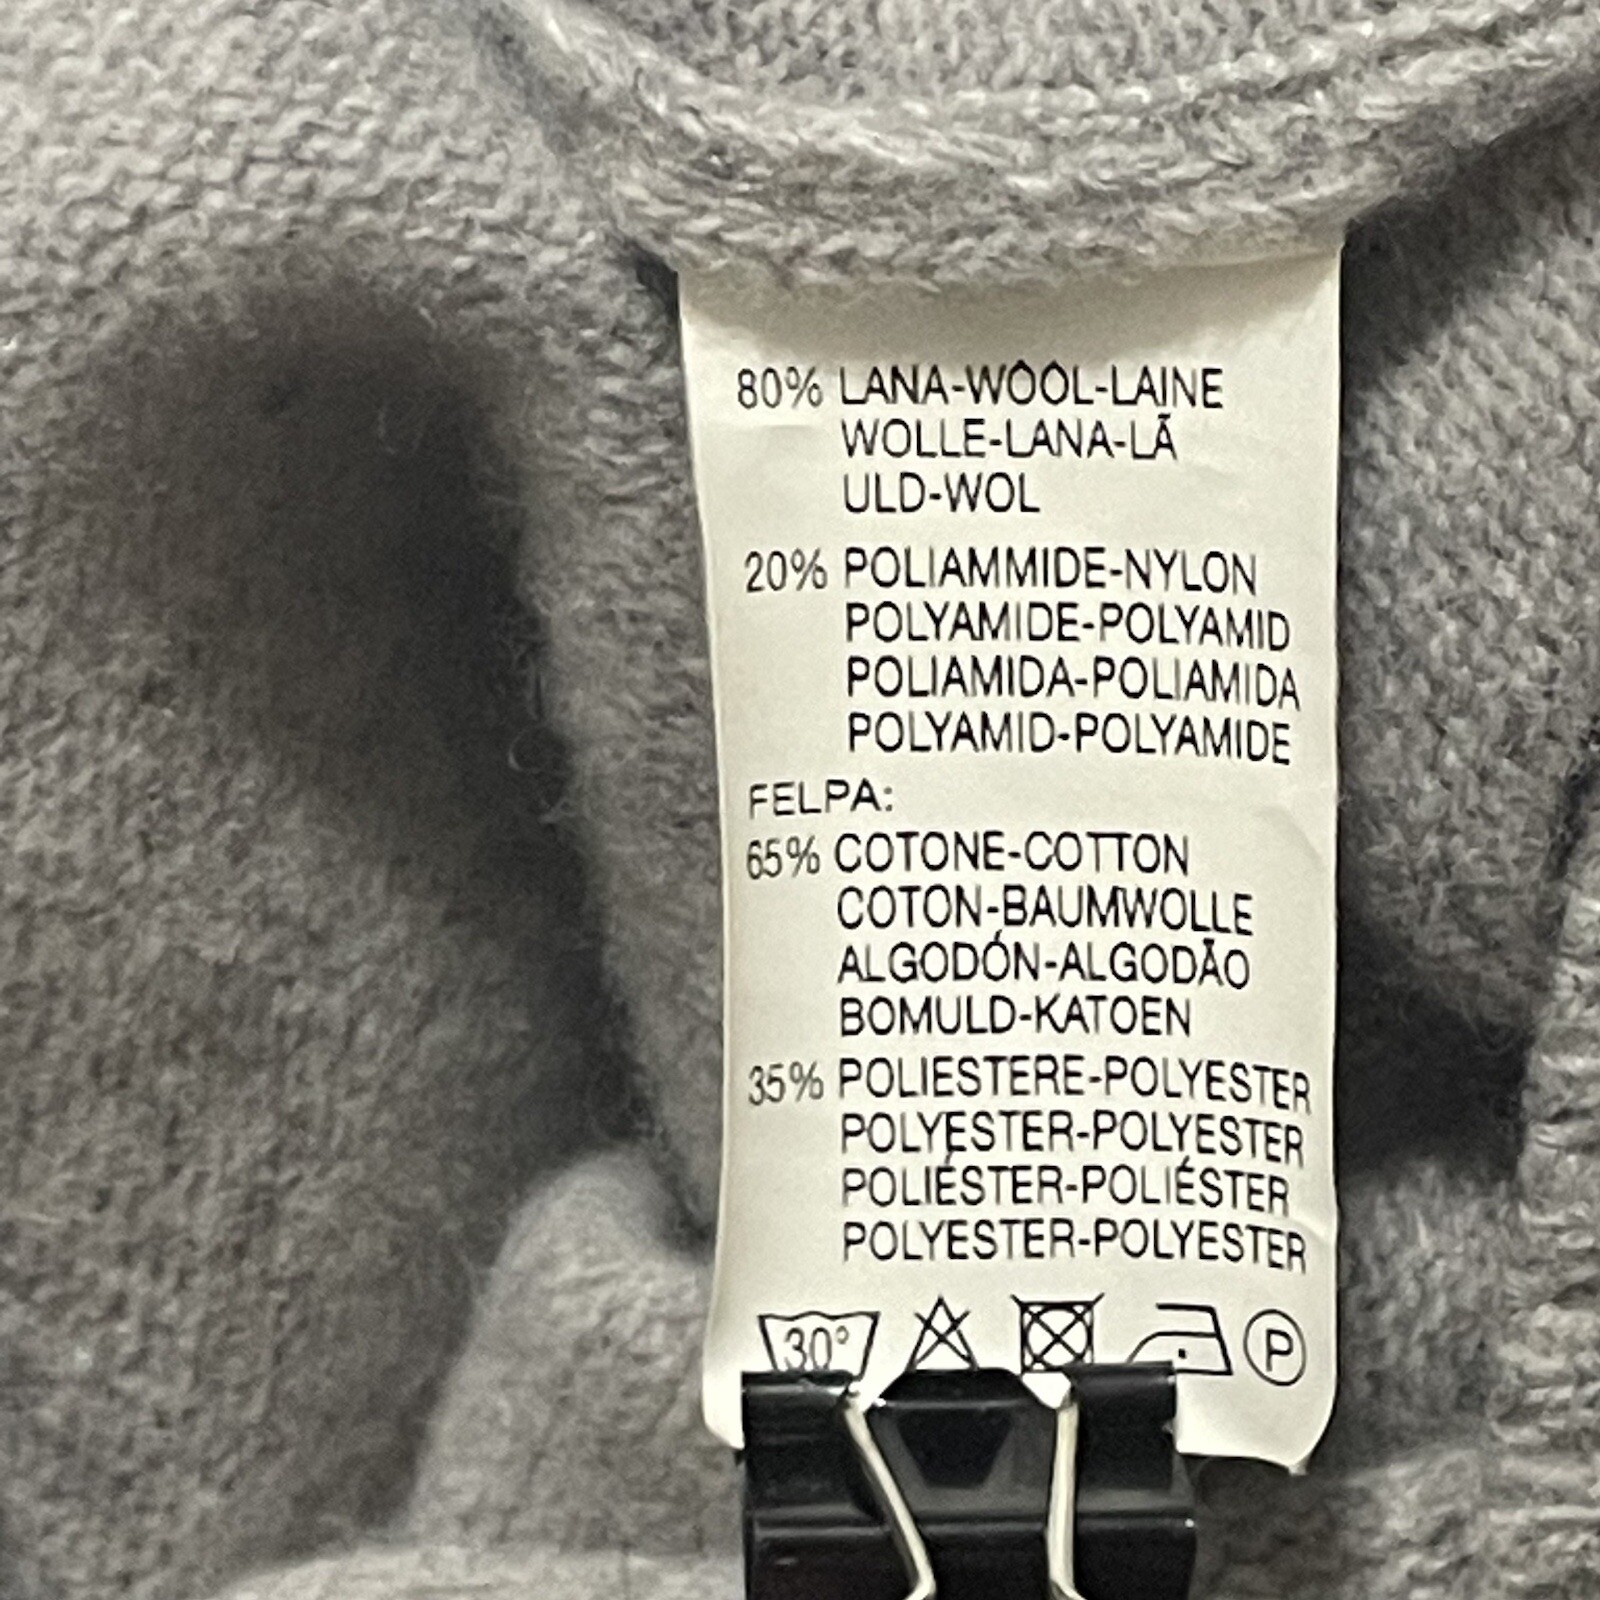 80% LANA-WOOL-LAINE
WOLLE-LANA-LÃ
ULD-WOL
20% POLIAMMIDE-NYLON
POLYAMIDE-POLYAMID
POLIAMIDA-POLIAMIDA
POLYAMID-POLYAMIDE
FELPA:
65% COTONE-COTTON
COTON-BAUMWOLLE
ALGODÓN-ALGODÃO
BOMULD-KATOEN
35% POLIESTERE-POLYESTER
POLYESTER-POLYESTER
POLIÉSTER-POLIÉSTER
POLYESTER-POLYESTER
30° P